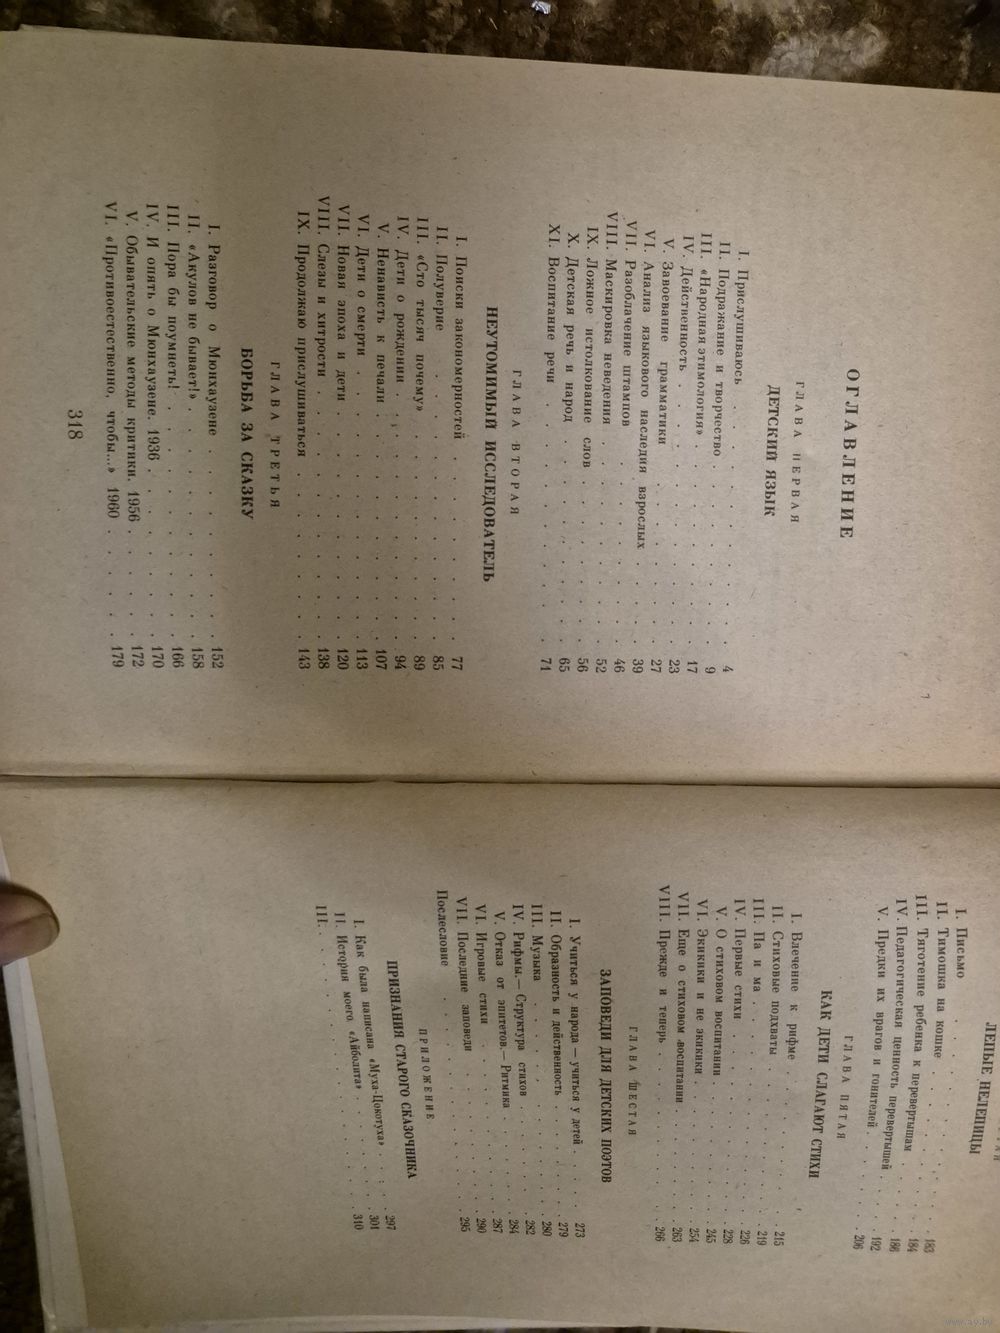 ОГЛАВЛЕНИЕ
ГЛАВА ПЕРВАЯ
ДЕТСКИЙ ЯЗЫК
I. Прислушиваюсь . . . . . . . . . . 4
II. Подражание и творчество . . . . . . . . 9
III. «Народная этимология» . . . . . . . . 17
IV. Действенность . . . . . . . . . . 23
V. Завоевание грамматики . . . . . . . . 27
VI. Анализ языкового наследия взрослых . . . . 39
VII. Разоблачение штампов . . . . . . . . 46
VIII. Маскировка неведения . . . . . . . . 52
IX. Ложное истолкование слов . . . . . . . 56
X. Детская речь и народ . . . . . . . . 65
XI. Воспитание речи . . . . . . . . . . 71
ГЛАВА ВТОРАЯ
НЕУТОМИМЫЙ ИССЛЕДОВАТЕЛЬ
I. Поиски закономерностей . . . . . . . . 77
II. Полуверие . . . . . . . . . . . 85
III. «Сто тысяч почему» . . . . . . . . . 89
IV. Дети о рождении . . . . . . . . . . 94
V. Ненависть к печали . . . . . . . . . 107
VI. Дети о смерти . . . . . . . . . . 113
VII. Новая эпоха и дети . . . . . . . . . 120
VIII. Слезы и хитрости . . . . . . . . . 138
IX. Продолжаю прислушиваться . . . . . . . 143
ГЛАВА ТРЕТЬЯ
БОРЬБА ЗА СКАЗКУ
I. Разговор о Мюнхаузене . . . . . . . . 152
II. «Акулов не бывает!» . . . . . . . . . 158
III. Пора бы поумнеть! . . . . . . . . . 166
IV. И опять о Мюнхаузене. 1936 . . . . . . 170
V. Обывательские методы критики. 1956 . . . . 172
VI. «Противоестественно, чтобы...» 1960 . . . . 179
318
ЛЕПЫЕ НЕЛЕПИЦЫ
I. Письмо . . . . . . . . . . . 183
II. Тимошка на кошке . . . . . . . . . 184
III. Тяготение ребенка к перевертышам . . . . 186
IV. Педагогическая ценность перевертышей . . . 192
V. Предки их врагов и гонителей . . . . . . 206
ГЛАВА ПЯТАЯ
КАК ДЕТИ СЛАГАЮТ СТИХИ
I. Влечение к рифме . . . . . . . . . 215
II. Стиховые подхваты . . . . . . . . . 219
III. Па и ма . . . . . . . . . . . 226
IV. Первые стихи . . . . . . . . . . 228
V. О стиховом воспитании . . . . . . . . 245
VI. Экикики и не экикики . . . . . . . . 254
VII. Еще о стиховом воспитании . . . . . . 263
VIII. Прежде и теперь . . . . . . . . . 266
ГЛАВА ШЕСТАЯ
ЗАПОВЕДИ ДЛЯ ДЕТСКИХ ПОЭТОВ
I. Учиться у народа — учиться у детей . . . . 273
II. Образность и действенность . . . . . . . 279
III. Музыка . . . . . . . . . . . 280
IV. Рифмы.— Структура стихов . . . . . . . 282
V. Отказ от эпитетов.— Ритмика . . . . . . 284
VI. Игровые стихи . . . . . . . . . . 287
VII. Последние заповеди . . . . . . . . . 290
Послесловие . . . . . . . . . . . 295
ПРИЛОЖЕНИЕ
ПРИЗНАНИЯ СТАРОГО СКАЗОЧНИКА
I. Как была написана «Муха-Цокотуха» . . . . 297
II. История моего «Айболита» . . . . . . . 301
III. . . . . . . . . . . . . . 310
www.ay.by